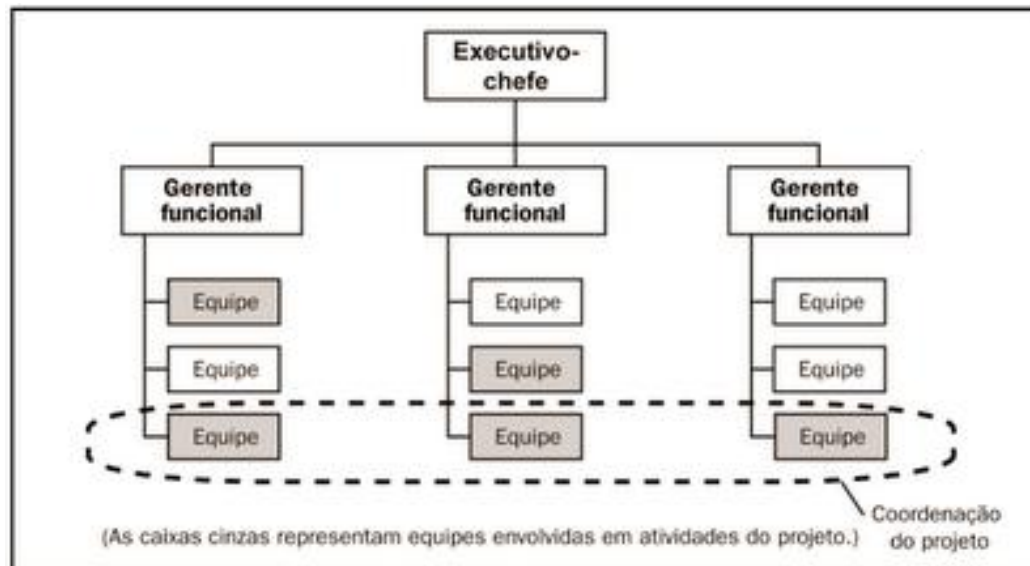 Executivo-
chefe
Gerente
funcional
Gerente
funcional
Gerente
funcional
Equipe
Equipe
Equipe
Equipe
Equipe
Equipe
Equipe
Equipe
Equipe
Coordenação
do projeto
(As caixas cinzas representam equipes envolvidas em atividades do projeto.)